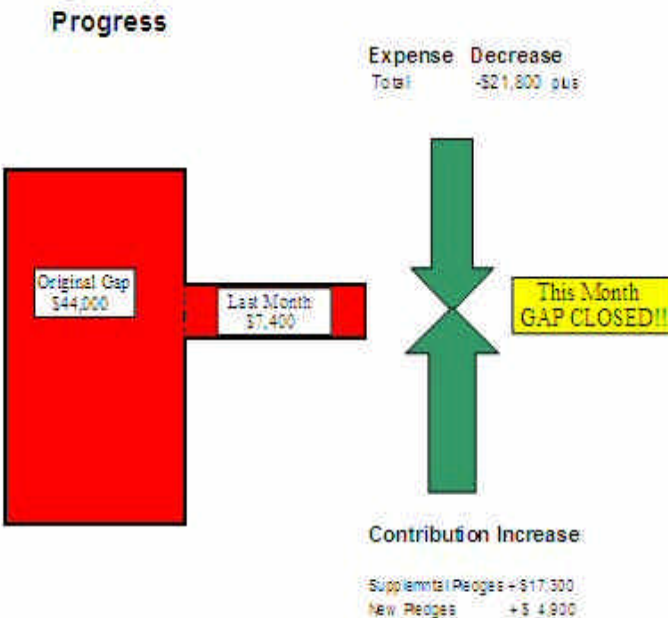 Progress
Expense Decrease
Total -$21,800 plus
Original Gap
$44,000
Last Month
$7,400
This Month
GAP CLOSED!!
Contribution Increase
Supplemntal Pledges + $17,300
New Pledges + $ 4,900